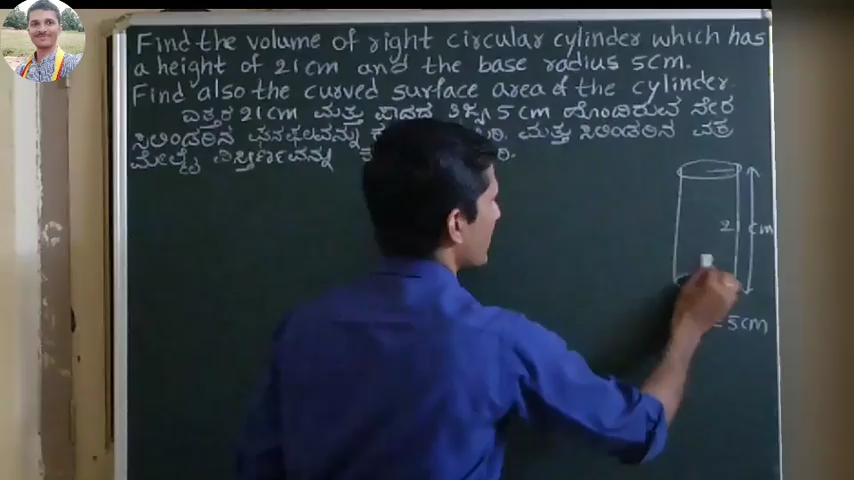 Find the volume of right circular cylinder which has
a height of 21cm and the base radius 5cm.
Find also the curved surface area of the cylinder.
ಎತ್ತರ 21cm ಮತ್ತು ಪಾದದ ತ್ರಿಜ್ಯ 5cm ಹೊಂದಿರುವ ನೇರ
ಸಿಲಿಂಡರಿನ ಘನಫಲವನ್ನು ಮತ್ತು ಸಿಲಿಂಡರಿನ ವಕ್ರ
ಮೇಲ್ಮೈ ವಿಸ್ತೀರ್ಣವನ್ನು
21 cm
= 5cm